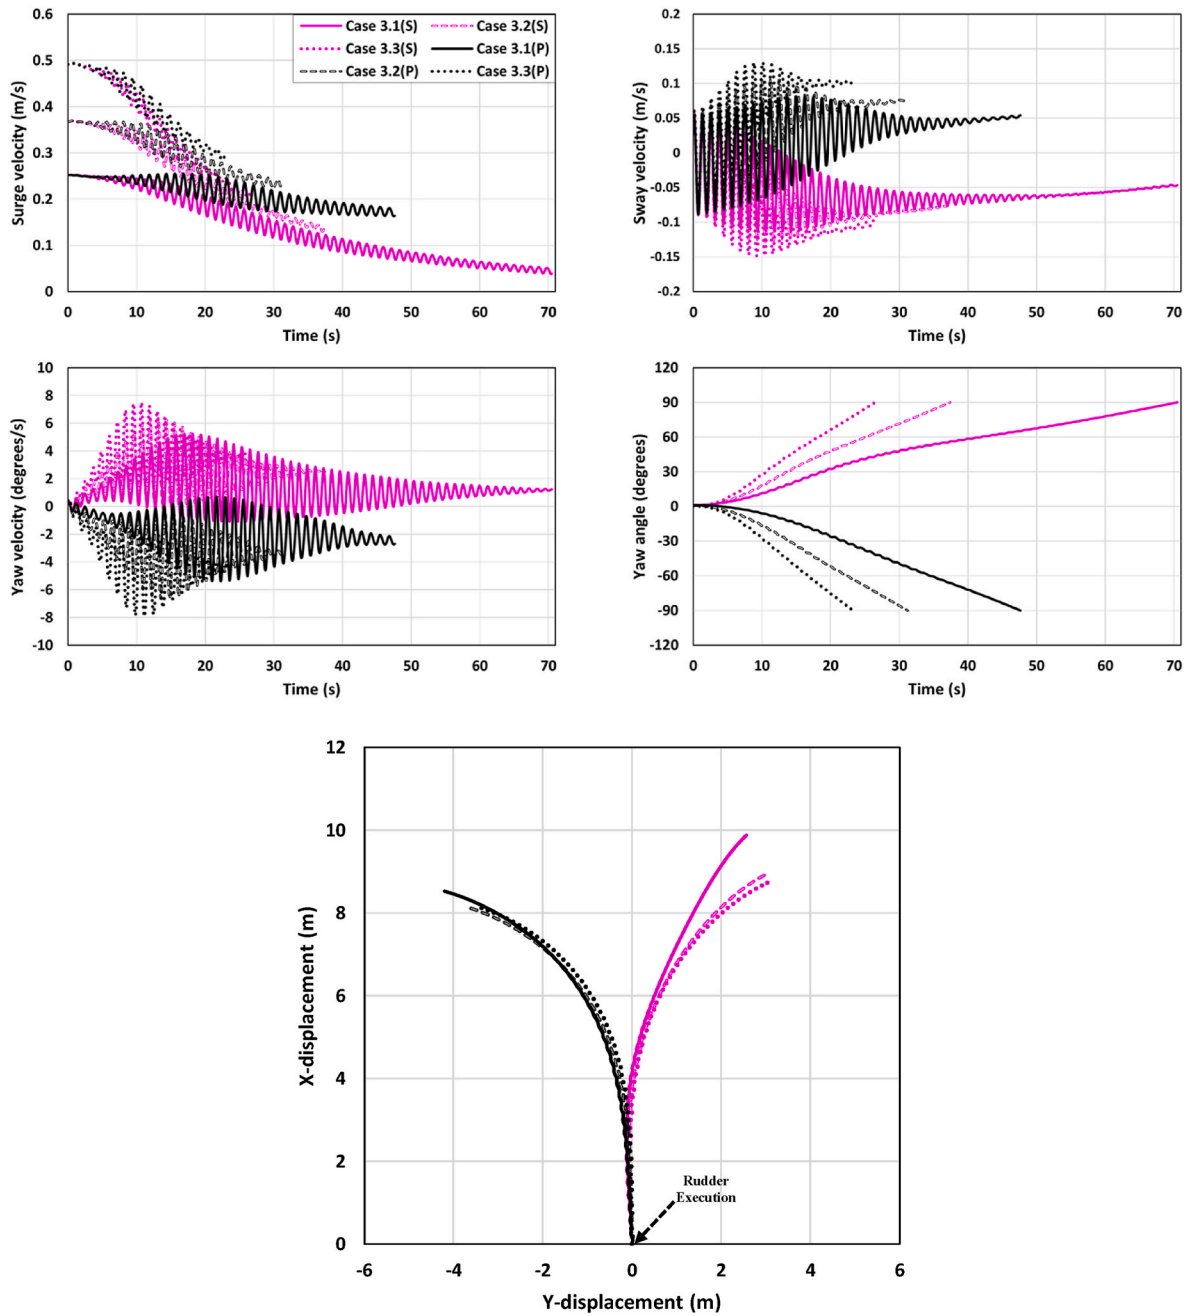 0.6
0.5
0.4
0.3
0.2
0.1
0
Surge velocity (m/s)
Case 3.1(S) Case 3.2(S)
Case 3.3(S) Case 3.1(P)
Case 3.2(P) Case 3.3(P)
0 10 20 30 40 50 60 70
Time (s)
0.2
0.15
0.1
0.05
0
-0.05
-0.1
-0.15
-0.2
Sway velocity (m/s)
0 10 20 30 40 50 60 70
Time (s)
10
8
6
4
2
0
-2
-4
-6
-8
-10
Yaw velocity (degrees/s)
0 10 20 30 40 50 60 70
Time (s)
120
90
60
30
0
-30
-60
-90
-120
Yaw angle (degrees)
0 10 20 30 40 50 60 70
Time (s)
12
10
8
6
4
2
0
X-displacement (m)
Rudder
Execution
-6 -4 -2 0 2 4 6
Y-displacement (m)